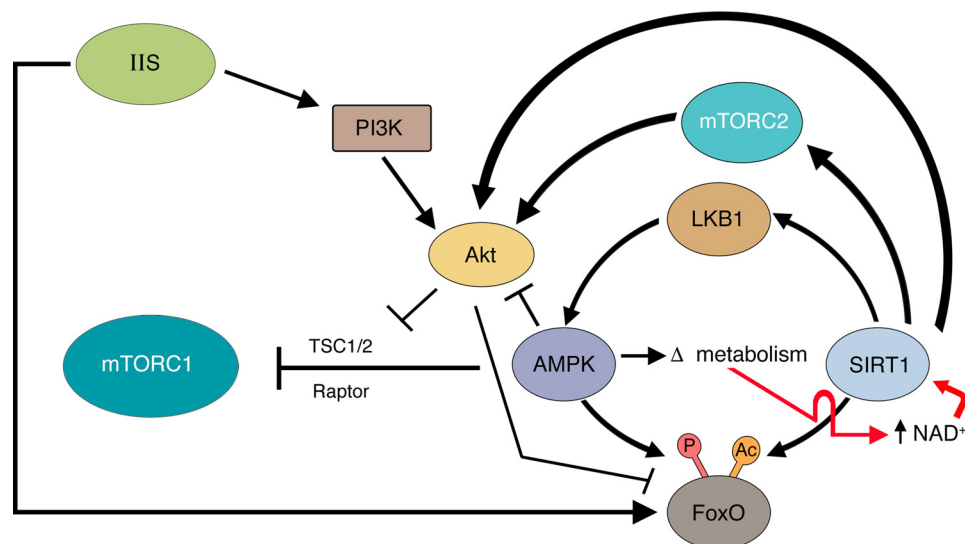 IIS
PI3K
mTORC2
LKB1
Akt
TSC1/2
mTORC1
Raptor
AMPK
Δ metabolism
SIRT1
NAD⁺
P
Ac
FoxO